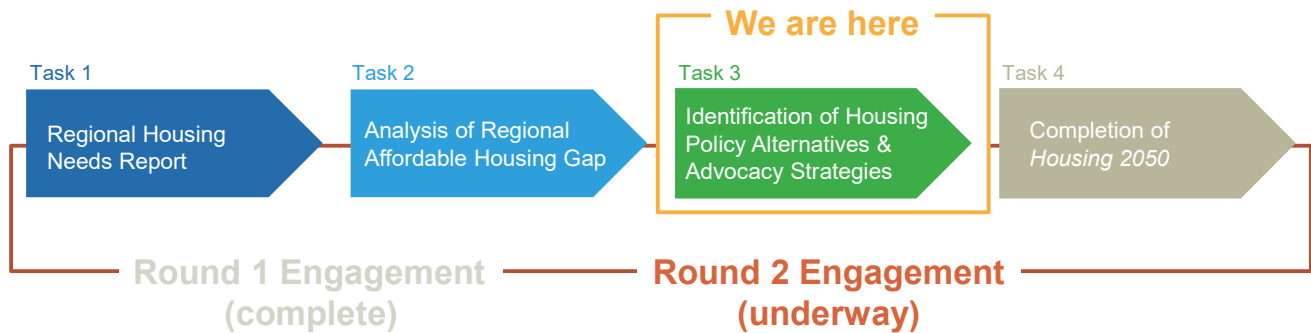 We are here
Task 1
Task 2
Task 3
Task 4
Regional Housing
Needs Report
Analysis of Regional
Affordable Housing Gap
Identification of Housing
Policy Alternatives &
Advocacy Strategies
Completion of
Housing 2050
Round 1 Engagement
(complete)
Round 2 Engagement
(underway)